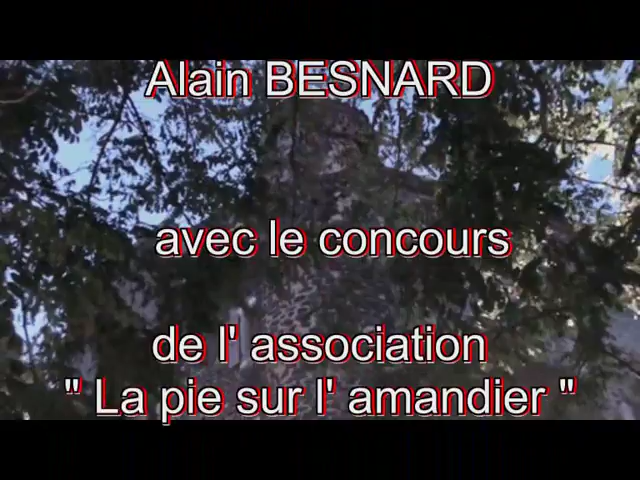 Alain BESNARD
avec le concours
de l' association
" La pie sur l' amandier "